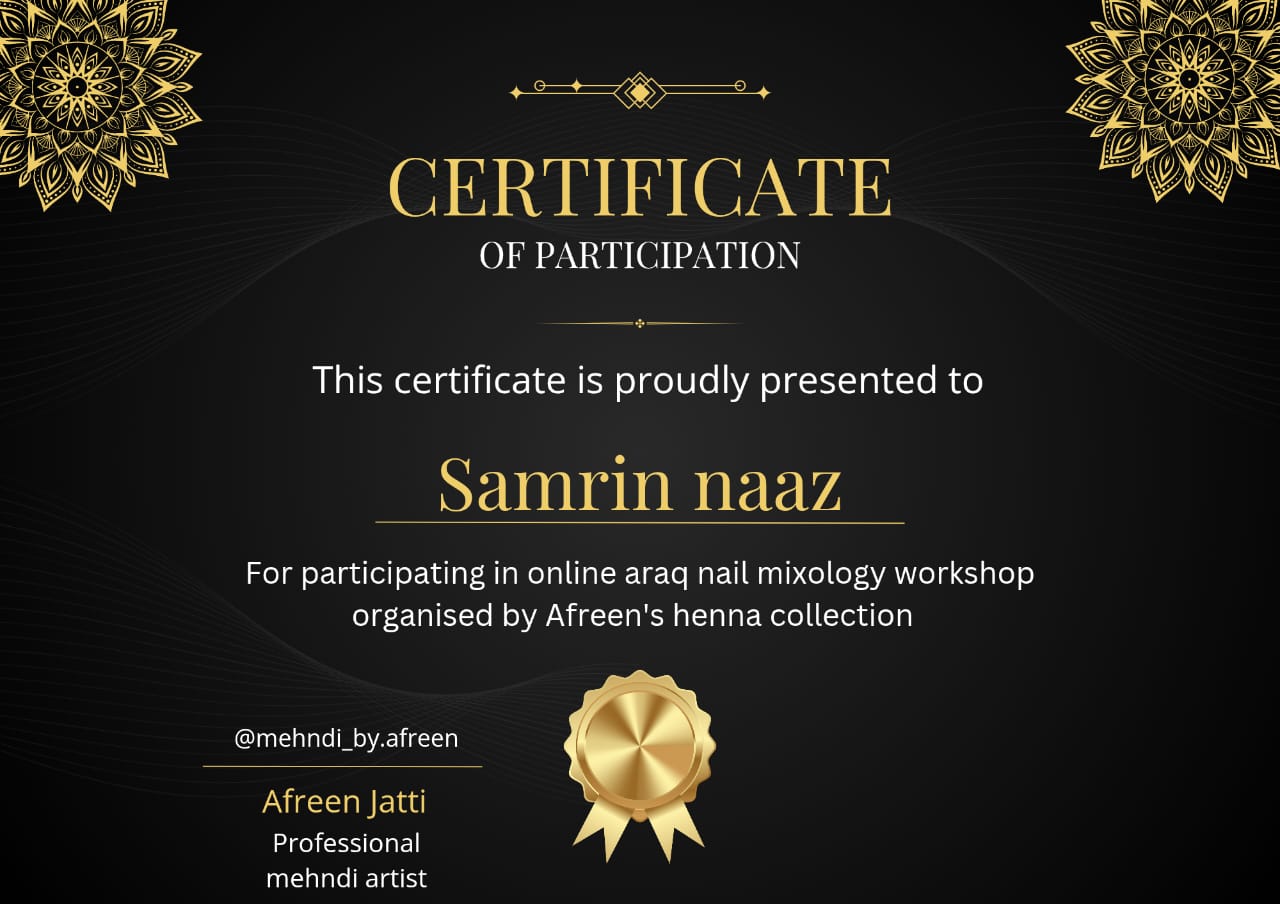 CERTIFICATE
OF PARTICIPATION
This certificate is proudly presented to
Samrin naaz
For participating in online araq nail mixology workshop
organised by Afreen's henna collection
@mehndi_by.afreen
Afreen Jatti
Professional
mehndi artist